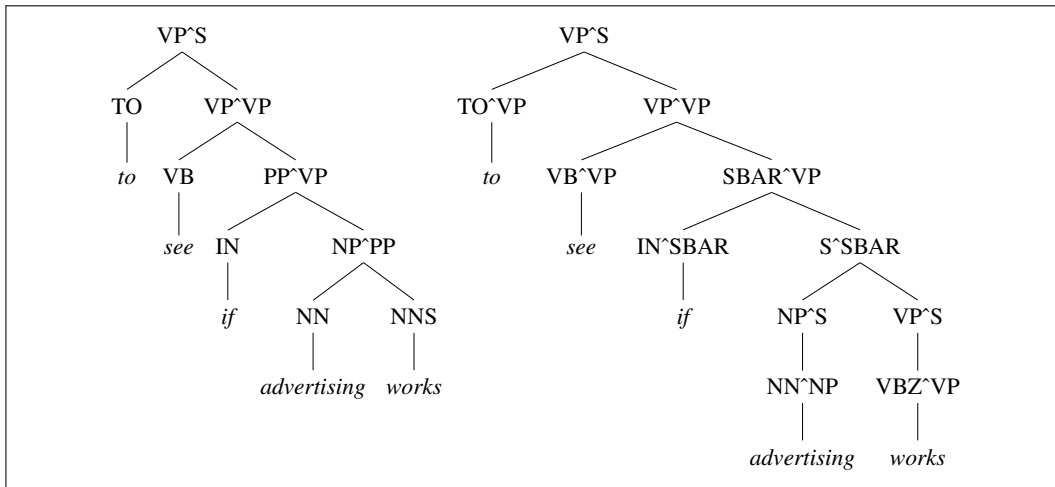 VP^S VP^S
TO VP^VP TO^VP VP^VP
to VB PP^VP to VB^VP SBAR^VP
see IN NP^PP see IN^SBAR S^SBAR
if NN NNS if NP^S VP^S
advertising works NN^NP VBZ^VP
advertising works